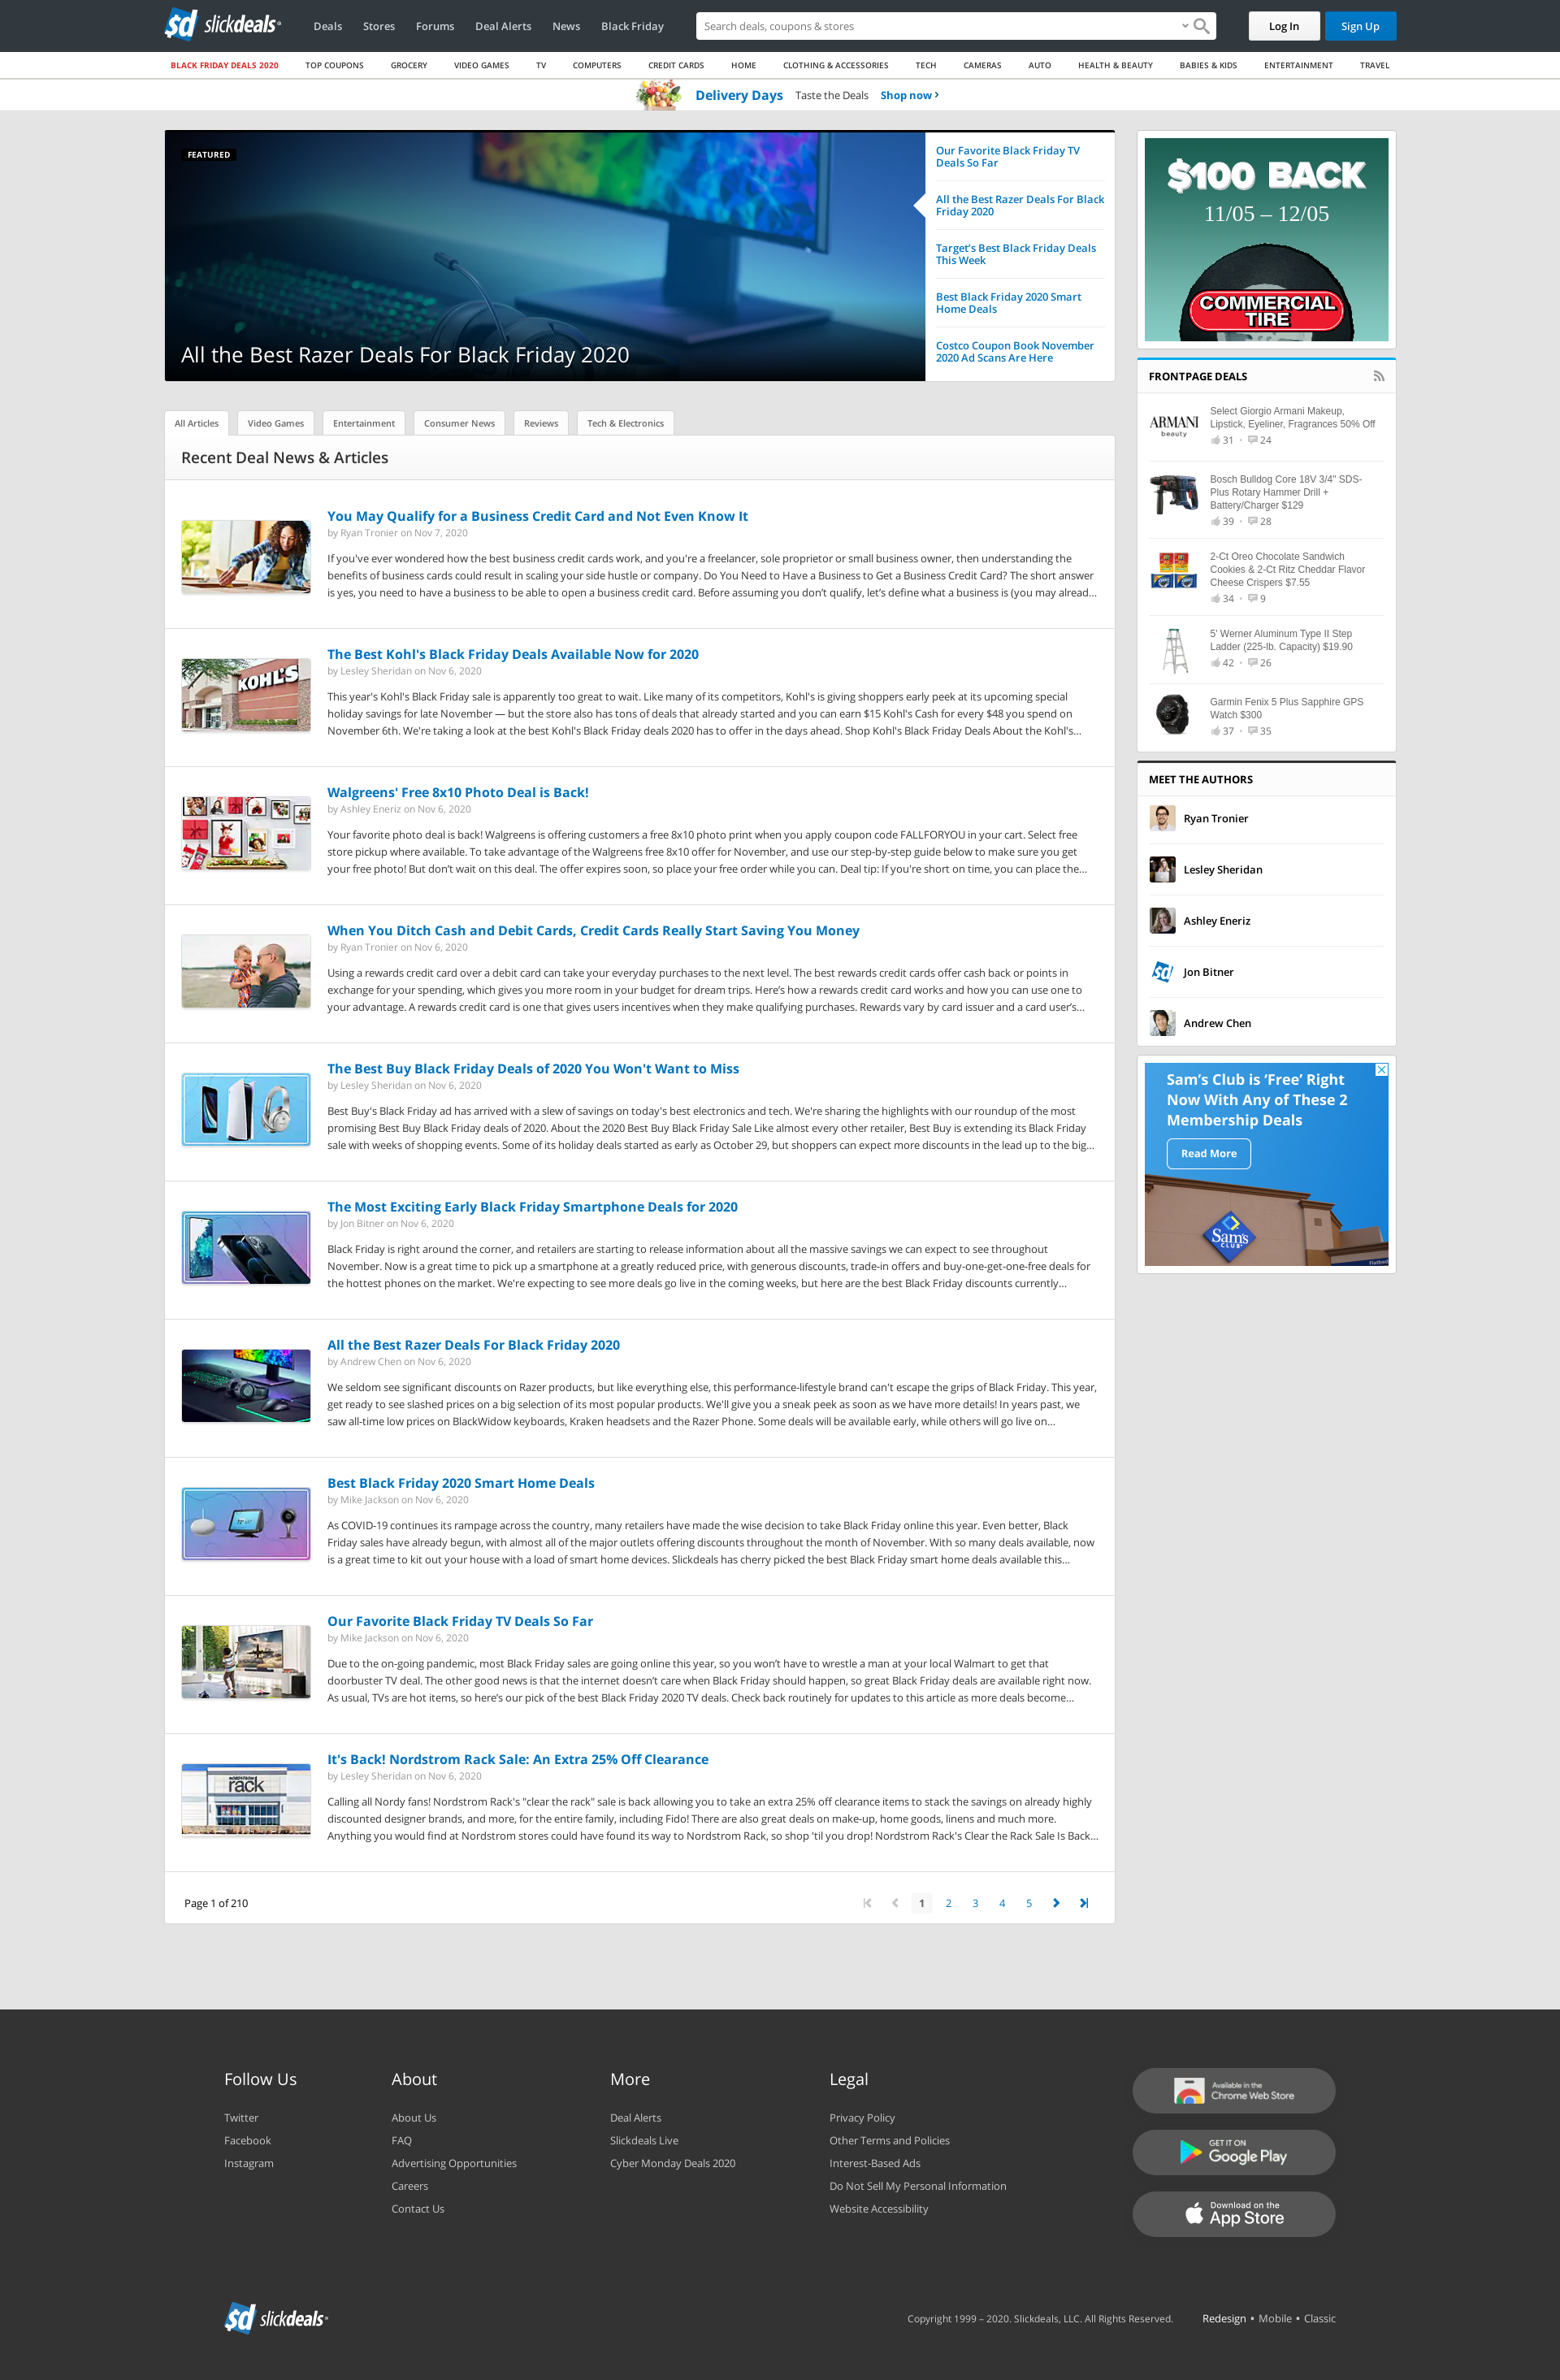 sd slickdeals
Deals Stores Forums Deal Alerts News Black Friday
Search deals, coupons & stores
Log In Sign Up
BLACK FRIDAY DEALS 2020 TOP COUPONS GROCERY VIDEO GAMES TV COMPUTERS CREDIT CARDS HOME CLOTHING & ACCESSORIES TECH CAMERAS AUTO HEALTH & BEAUTY BABIES & KIDS ENTERTAINMENT TRAVEL
Delivery Days Taste the Deals Shop now
FEATURED
All the Best Razer Deals For Black Friday 2020
Our Favorite Black Friday TV
Deals So Far
All the Best Razer Deals For Black
Friday 2020
Target's Best Black Friday Deals
This Week
Best Black Friday 2020 Smart
Home Deals
Costco Coupon Book November
2020 Ad Scans Are Here
All Articles Video Games Entertainment Consumer News Reviews Tech & Electronics
Recent Deal News & Articles
You May Qualify for a Business Credit Card and Not Even Know It
by Ryan Tronier on Nov 7, 2020
If you've ever wondered how the best business credit cards work, and you're a freelancer, sole proprietor or small business owner, then understanding the
benefits of business cards could result in scaling your side hustle or company. Do You Need to Have a Business to Get a Business Credit Card? The short answer
is yes, you need to have a business to be able to open a business credit card. Before assuming you don't qualify, let's define what a business is (you may alread...
KOHL'S
The Best Kohl's Black Friday Deals Available Now for 2020
by Lesley Sheridan on Nov 6, 2020
This year's Kohl's Black Friday sale is apparently too great to wait. Like many of its competitors, Kohl's is giving shoppers early peek at its upcoming special
holiday savings for late November — but the store also has tons of deals that already started and you can earn $15 Kohl's Cash for every $48 you spend on
November 6th. We're taking a look at the best Kohl's Black Friday deals 2020 has to offer in the days ahead. Shop Kohl's Black Friday Deals About the Kohl's...
Walgreens' Free 8x10 Photo Deal is Back!
by Ashley Eneriz on Nov 6, 2020
Your favorite photo deal is back! Walgreens is offering customers a free 8x10 photo print when you apply coupon code FALLFORYOU in your cart. Select free
store pickup where available. To take advantage of the Walgreens free 8x10 offer for November, and use our step-by-step guide below to make sure you get
your free photo! But don't wait on this deal. The offer expires soon, so place your free order while you can. Deal tip: If you're short on time, you can place the...
When You Ditch Cash and Debit Cards, Credit Cards Really Start Saving You Money
by Ryan Tronier on Nov 6, 2020
Using a rewards credit card over a debit card can take your everyday purchases to the next level. The best rewards credit cards offer cash back or points in
exchange for your spending, which gives you more room in your budget for dream trips. Here's how a rewards credit card works and how you can use one to
your advantage. A rewards credit card is one that gives users incentives when they make qualifying purchases. Rewards vary by card issuer and a card user's...
The Best Buy Black Friday Deals of 2020 You Won't Want to Miss
by Lesley Sheridan on Nov 6, 2020
Best Buy's Black Friday ad has arrived with a slew of savings on today's best electronics and tech. We're sharing the highlights with our roundup of the most
promising Best Buy Black Friday deals of 2020. About the 2020 Best Buy Black Friday Sale Like almost every other retailer, Best Buy is extending its Black Friday
sale with weeks of shopping events. Some of its holiday deals started as early as October 29, but shoppers can expect more discounts in the lead up to the big...
The Most Exciting Early Black Friday Smartphone Deals for 2020
by Jon Bitner on Nov 6, 2020
Black Friday is right around the corner, and retailers are starting to release information about all the massive savings we can expect to see throughout
November. Now is a great time to pick up a smartphone at a greatly reduced price, with generous discounts, trade-in offers and buy-one-get-one-free deals for
the hottest phones on the market. We're expecting to see more deals go live in the coming weeks, but here are the best Black Friday discounts currently...
All the Best Razer Deals For Black Friday 2020
by Andrew Chen on Nov 6, 2020
We seldom see significant discounts on Razer products, but like everything else, this performance-lifestyle brand can't escape the grips of Black Friday. This year,
get ready to see slashed prices on a big selection of its most popular products. We'll give you a sneak peek as soon as we have more details! In years past, we
saw all-time low prices on BlackWidow keyboards, Kraken headsets and the Razer Phone. Some deals will be available early, while others will go live on...
Best Black Friday 2020 Smart Home Deals
by Mike Jackson on Nov 6, 2020
As COVID-19 continues its rampage across the country, many retailers have made the wise decision to take Black Friday online this year. Even better, Black
Friday sales have already begun, with almost all of the major outlets offering discounts throughout the month of November. With so many deals available, now
is a great time to kit out your house with a load of smart home devices. Slickdeals has cherry picked the best Black Friday smart home deals available this...
Our Favorite Black Friday TV Deals So Far
by Mike Jackson on Nov 6, 2020
Due to the on-going pandemic, most Black Friday sales are going online this year, so you won't have to wrestle a man at your local Walmart to get that
doorbuster TV deal. The other good news is that the internet doesn't care when Black Friday should happen, so great Black Friday deals are available right now.
As usual, TVs are hot items, so here's our pick of the best Black Friday 2020 TV deals. Check back routinely for updates to this article as more deals become...
NORDSTROM
rack
It's Back! Nordstrom Rack Sale: An Extra 25% Off Clearance
by Lesley Sheridan on Nov 6, 2020
Calling all Nordy fans! Nordstrom Rack's "clear the rack" sale is back allowing you to take an extra 25% off clearance items to stack the savings on already highly
discounted designer brands, and more, for the entire family, including Fido! There are also great deals on make-up, home goods, linens and much more.
Anything you would find at Nordstrom stores could have found its way to Nordstrom Rack, so shop 'til you drop! Nordstrom Rack's Clear the Rack Sale Is Back...
Page 1 of 210
1 2 3 4 5
$100 BACK
11/05 – 12/05
COMMERCIAL
TIRE
FRONTPAGE DEALS
ARMANI
beauty
Select Giorgio Armani Makeup,
Lipstick, Eyeliner, Fragrances 50% Off
31 • 24
Bosch Bulldog Core 18V 3/4" SDS-
Plus Rotary Hammer Drill +
Battery/Charger $129
39 • 28
2-Ct Oreo Chocolate Sandwich
Cookies & 2-Ct Ritz Cheddar Flavor
Cheese Crispers $7.55
34 • 9
5' Werner Aluminum Type II Step
Ladder (225-lb. Capacity) $19.90
42 • 26
Garmin Fenix 5 Plus Sapphire GPS
Watch $300
37 • 35
MEET THE AUTHORS
Ryan Tronier
Lesley Sheridan
Ashley Eneriz
sd
Jon Bitner
Andrew Chen
Sam's Club is 'Free' Right
Now With Any of These 2
Membership Deals
Read More
Sam's
CLUB
Follow Us
Twitter
Facebook
Instagram
About
About Us
FAQ
Advertising Opportunities
Careers
Contact Us
More
Deal Alerts
Slickdeals Live
Cyber Monday Deals 2020
Legal
Privacy Policy
Other Terms and Policies
Interest-Based Ads
Do Not Sell My Personal Information
Website Accessibility
Available in the
Chrome Web Store
GET IT ON
Google Play
Download on the
App Store
sd slickdeals
Copyright 1999 – 2020. Slickdeals, LLC. All Rights Reserved. Redesign • Mobile • Classic